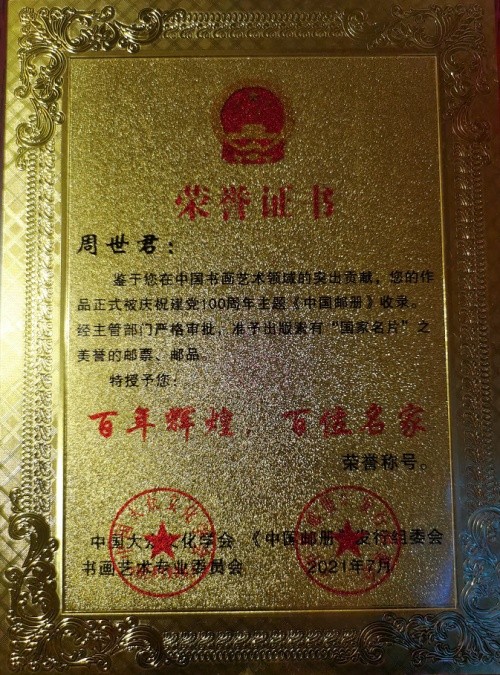 荣誉证书
周世君：
鉴于您在中国书画艺术领域的突出贡献，您的作
品正式被庆祝建党100周年主题《中国邮册》收录。
经主管部门严格审批，准予出版素有“国家名片”之
美誉的邮票、邮品。
特授予您：
百年辉煌，百位名家
荣誉称号。
中国大 化学会 《中国邮册》发行组委会
书画艺术专业委员会 2021年7月